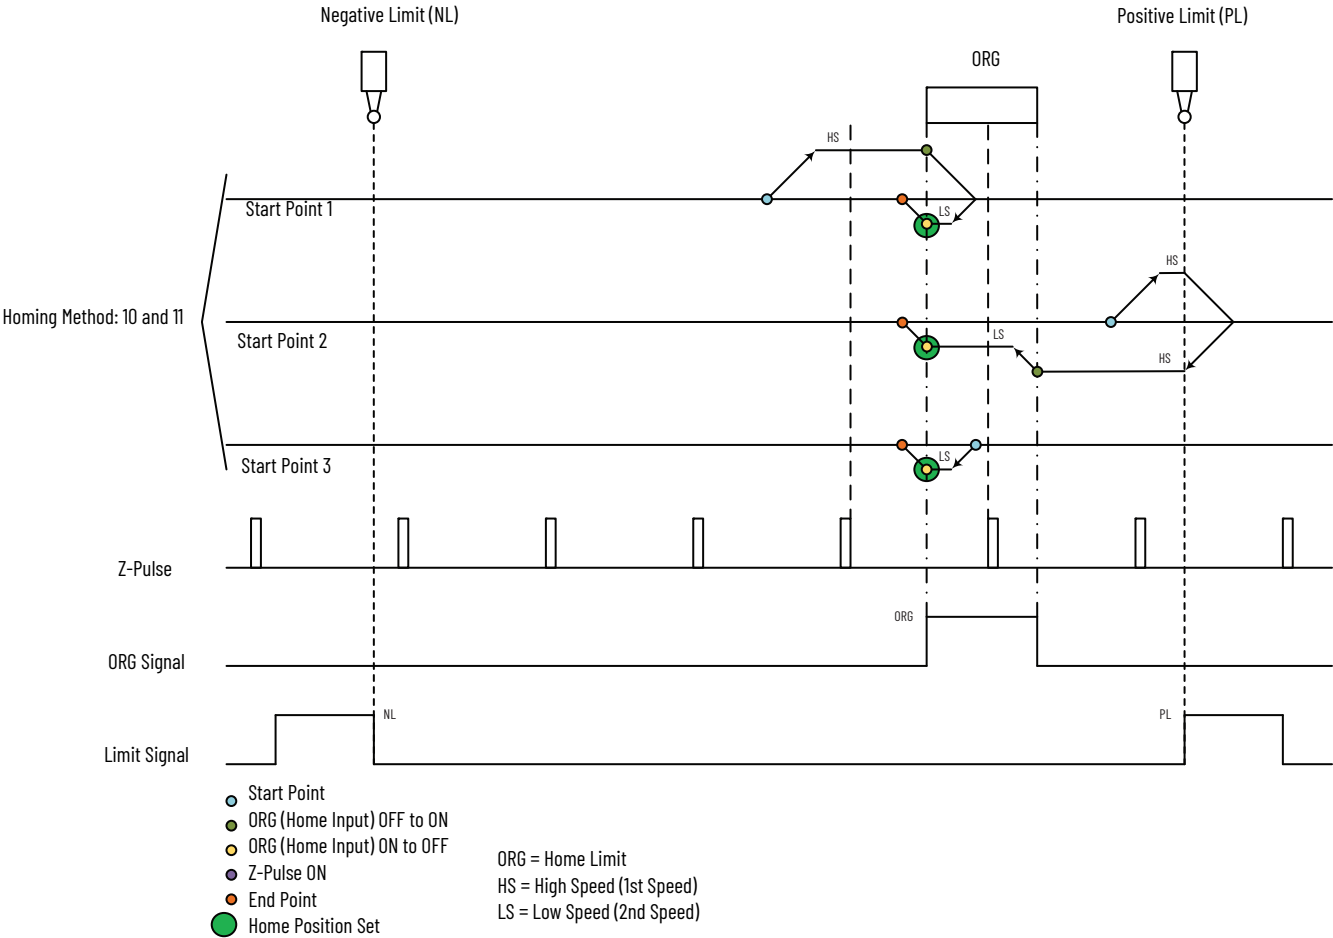 Negative Limit (NL)
Positive Limit (PL)
ORG
HS
Start Point 1
LS
HS
Homing Method: 10 and 11
Start Point 2
LS
HS
Start Point 3
LS
Z-Pulse
ORG
ORG Signal
NL
PL
Limit Signal
Start Point
ORG (Home Input) OFF to ON
ORG (Home Input) ON to OFF
Z-Pulse ON
End Point
Home Position Set
ORG = Home Limit
HS = High Speed (1st Speed)
LS = Low Speed (2nd Speed)